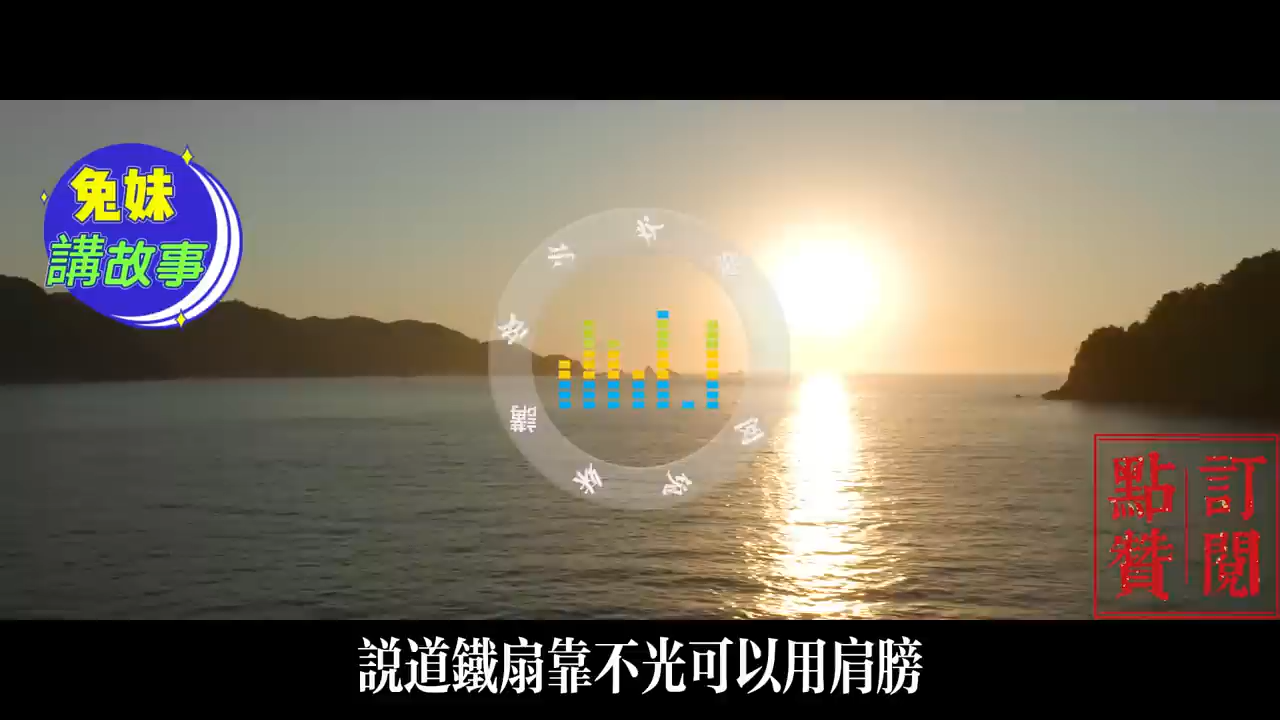 兔妹
講故事
點 訂
贊 閱
説道鐵扇靠不光可以用肩膀